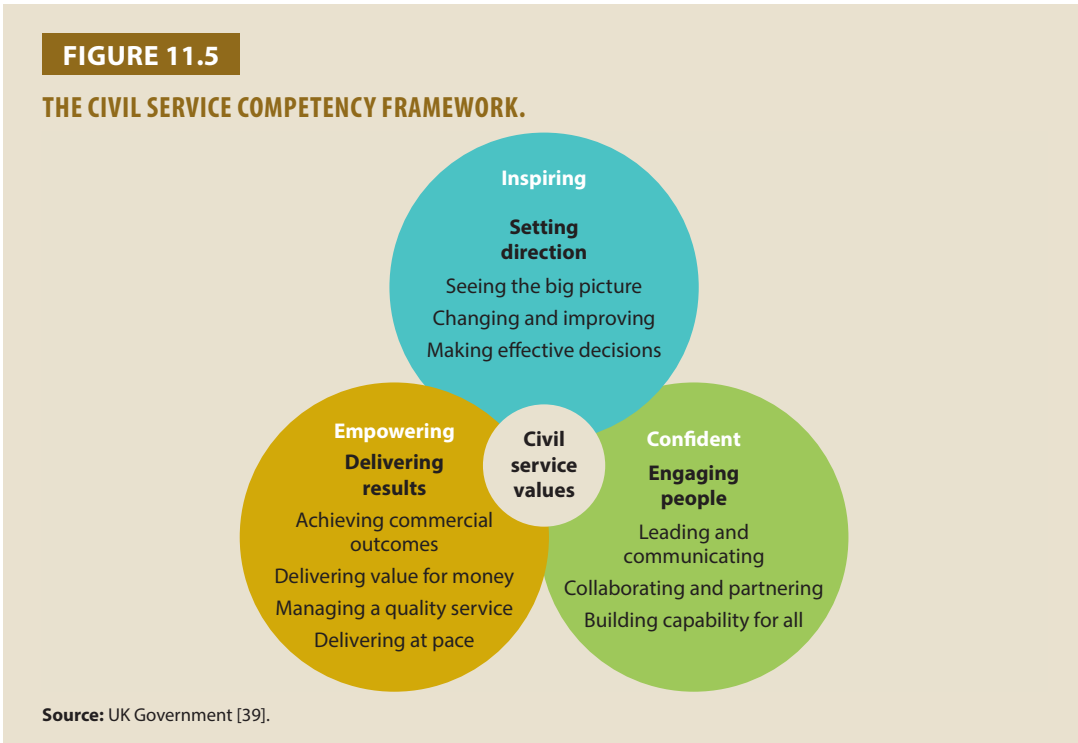 FIGURE 11.5
THE CIVIL SERVICE COMPETENCY FRAMEWORK.
Inspiring
Setting
direction
Seeing the big picture
Changing and improving
Making effective decisions
Empowering
Delivering
results
Achieving commercial
outcomes
Delivering value for money
Managing a quality service
Delivering at pace
Civil
service
values
Confident
Engaging
people
Leading and
communicating
Collaborating and partnering
Building capability for all
Source: UK Government [39].